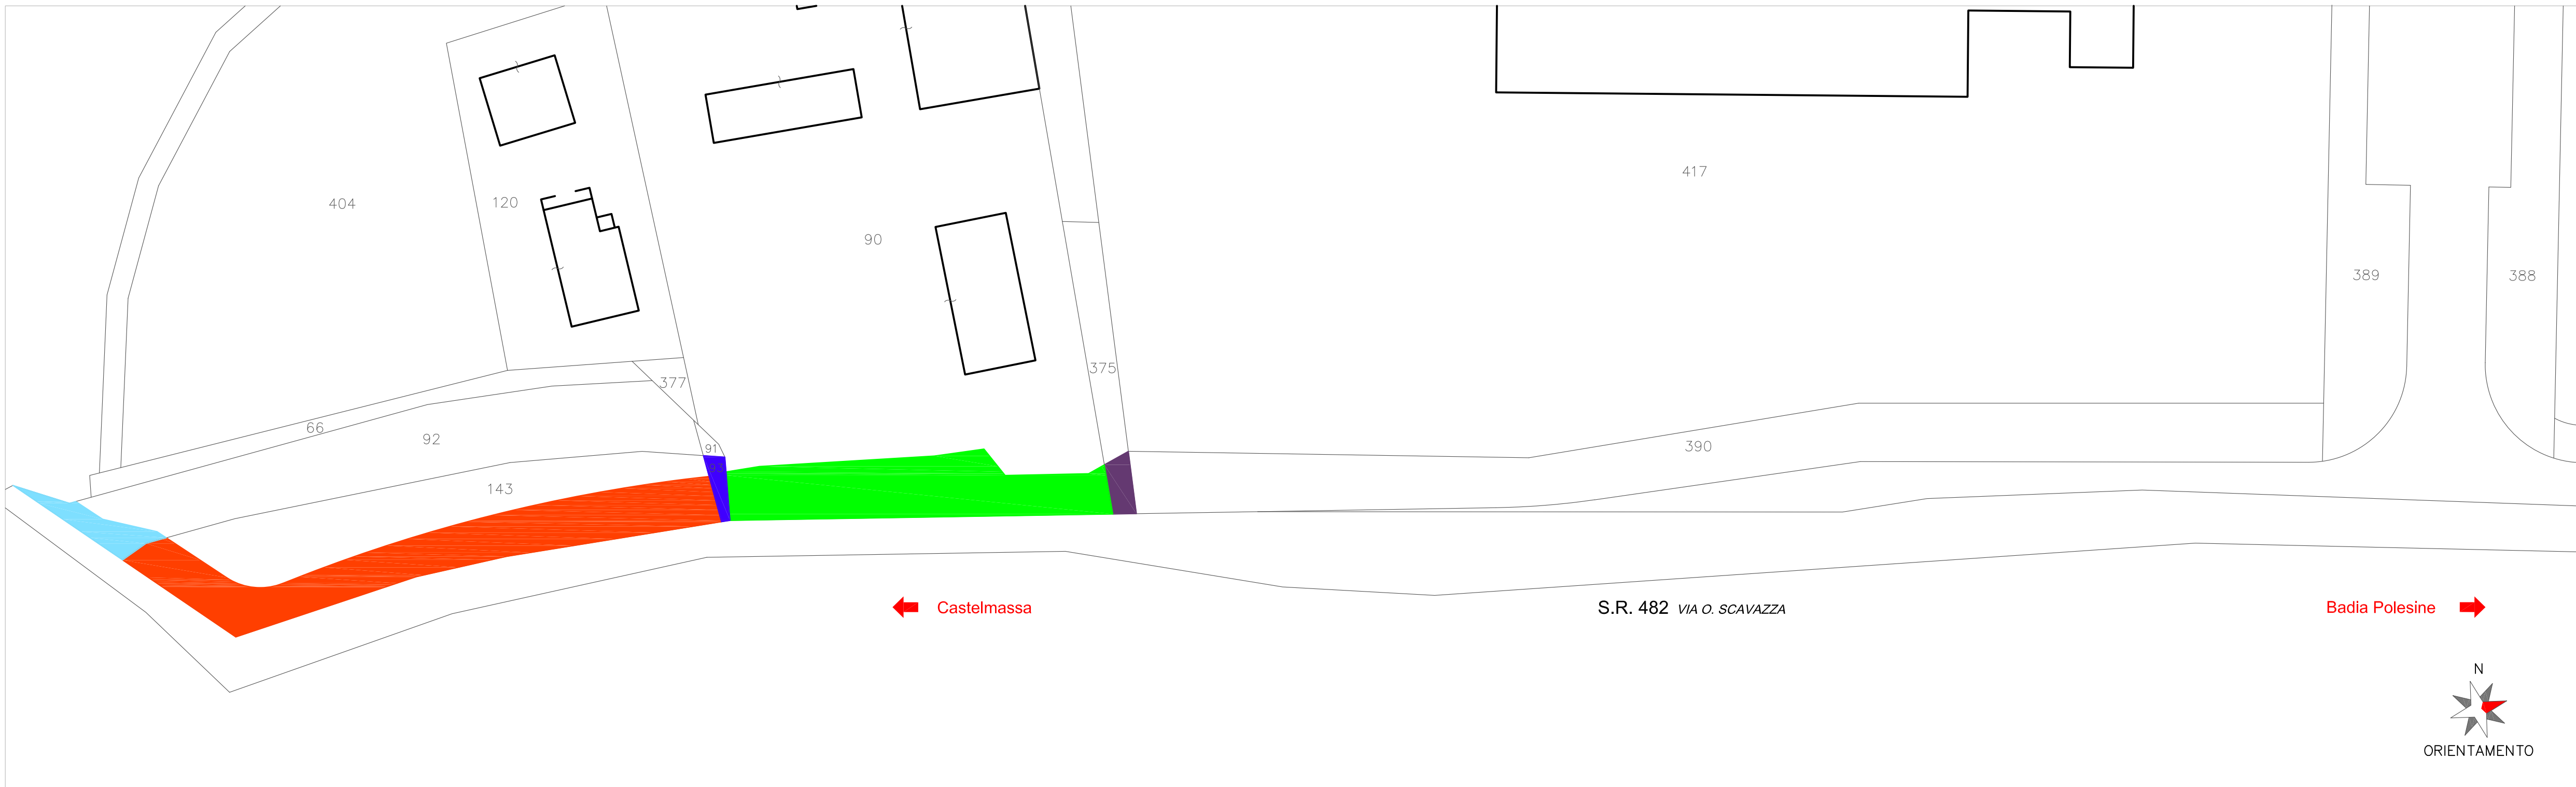 417
404
120
90
389
388
375
377
66
92
91
390
93
143
Castelmassa
S.R. 482 VIA O. SCAVAZZA
Badia Polesine
N
ORIENTAMENTO